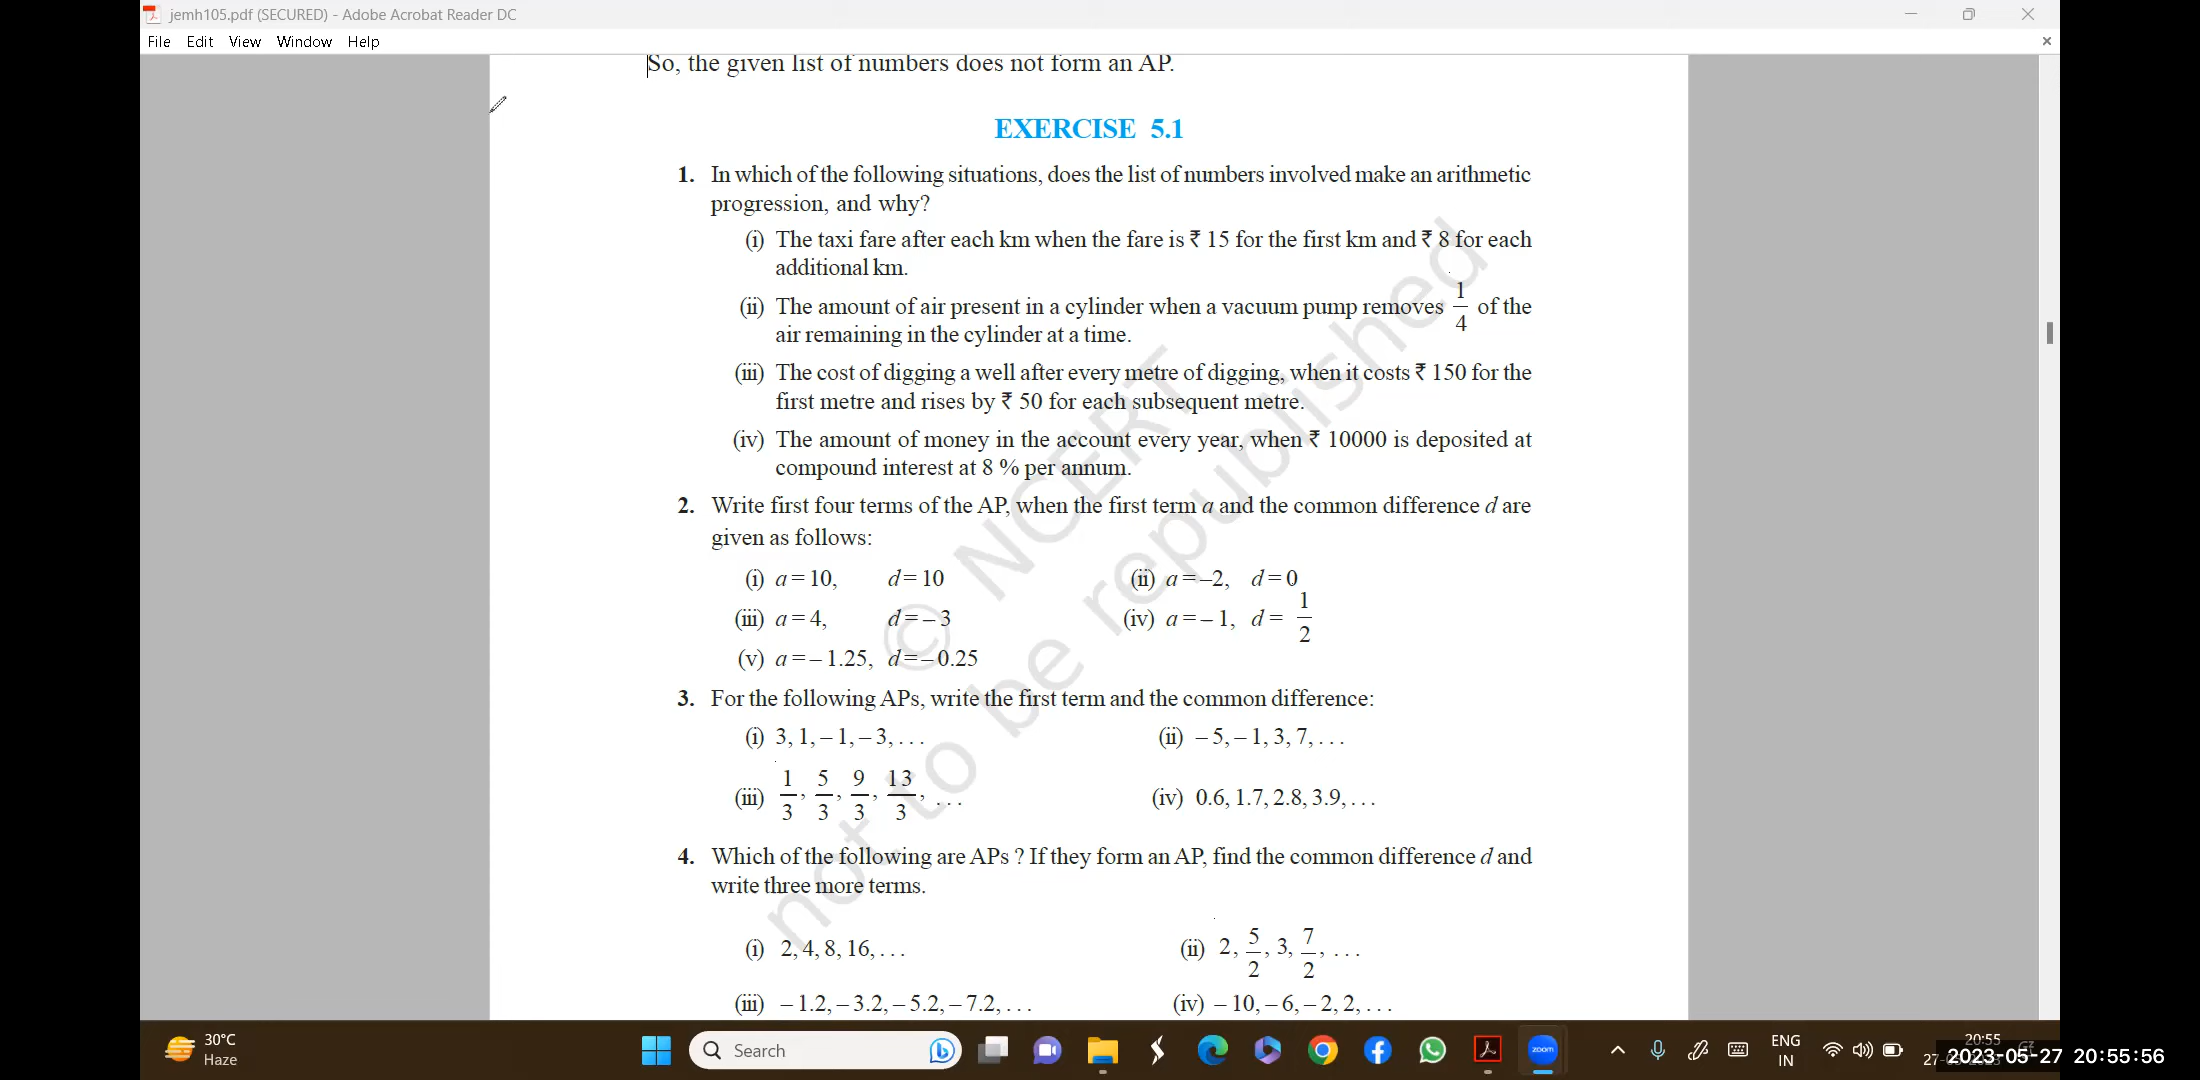 jemh105.pdf (SECURED) - Adobe Acrobat Reader DC
File Edit View Window Help
So, the given list of numbers does not form an AP.
EXERCISE 5.1
1. In which of the following situations, does the list of numbers involved make an arithmetic
progression, and why?
(i) The taxi fare after each km when the fare is ₹ 15 for the first km and ₹ 8 for each
additional km.
(ii) The amount of air present in a cylinder when a vacuum pump removes 1/4 of the
air remaining in the cylinder at a time.
(iii) The cost of digging a well after every metre of digging, when it costs ₹ 150 for the
first metre and rises by ₹ 50 for each subsequent metre.
(iv) The amount of money in the account every year, when ₹ 10000 is deposited at
compound interest at 8 % per annum.
2. Write first four terms of the AP, when the first term a and the common difference d are
given as follows:
(i) a = 10, d = 10 (ii) a = –2, d = 0
(iii) a = 4, d = – 3 (iv) a = – 1, d = 1/2
(v) a = – 1.25, d = – 0.25
3. For the following APs, write the first term and the common difference:
(i) 3, 1, – 1, – 3, . . . (ii) – 5, – 1, 3, 7, . . .
(iii) 1/3, 5/3, 9/3, 13/3, . . . (iv) 0.6, 1.7, 2.8, 3.9, . . .
4. Which of the following are APs ? If they form an AP, find the common difference d and
write three more terms.
(i) 2, 4, 8, 16, . . . (ii) 2, 5/2, 3, 7/2, . . .
(iii) – 1.2, – 3.2, – 5.2, – 7.2, . . . (iv) – 10, – 6, – 2, 2, . . .
© NCERT
not to be republished
30°C
Haze
Search
zoom
ENG
IN
20:55
2023-05-27 20:55:56